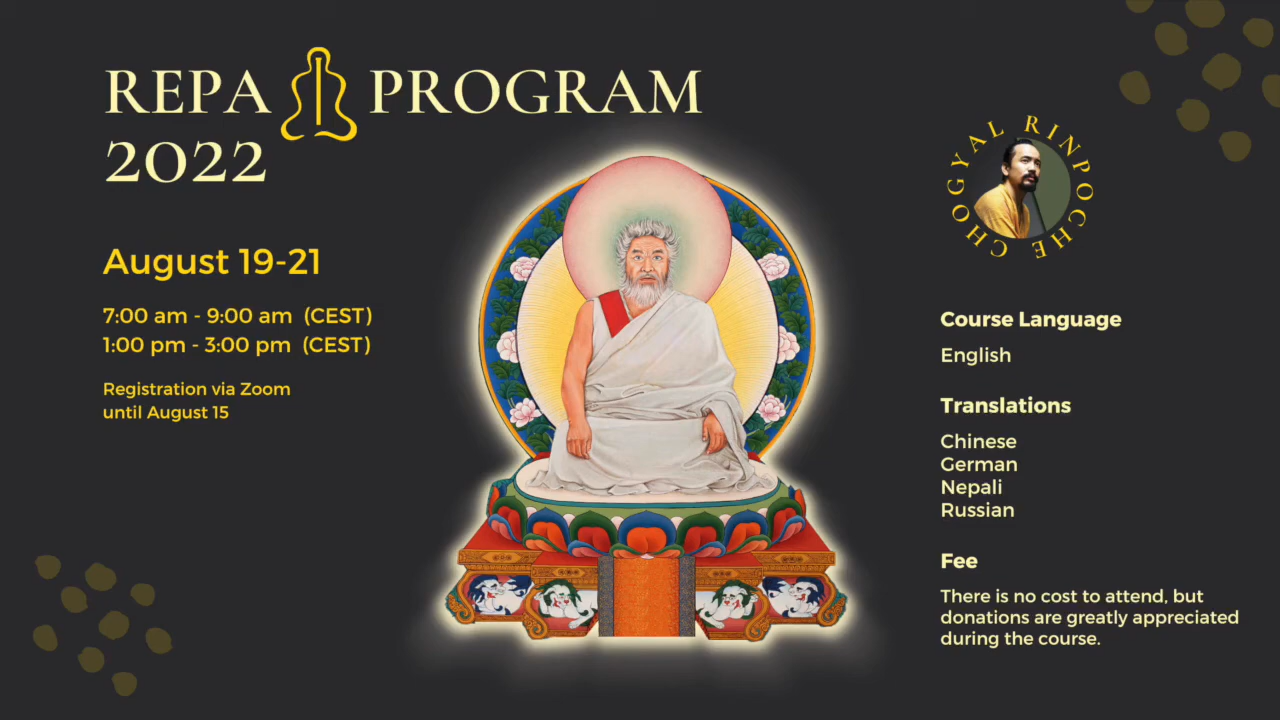 REPA PROGRAM
2022
August 19-21
7:00 am - 9:00 am (CEST)
1:00 pm - 3:00 pm (CEST)
Registration via Zoom
until August 15
CHOGYAL RINPOCHE
Course Language
English
Translations
Chinese
German
Nepali
Russian
Fee
There is no cost to attend, but
donations are greatly appreciated
during the course.